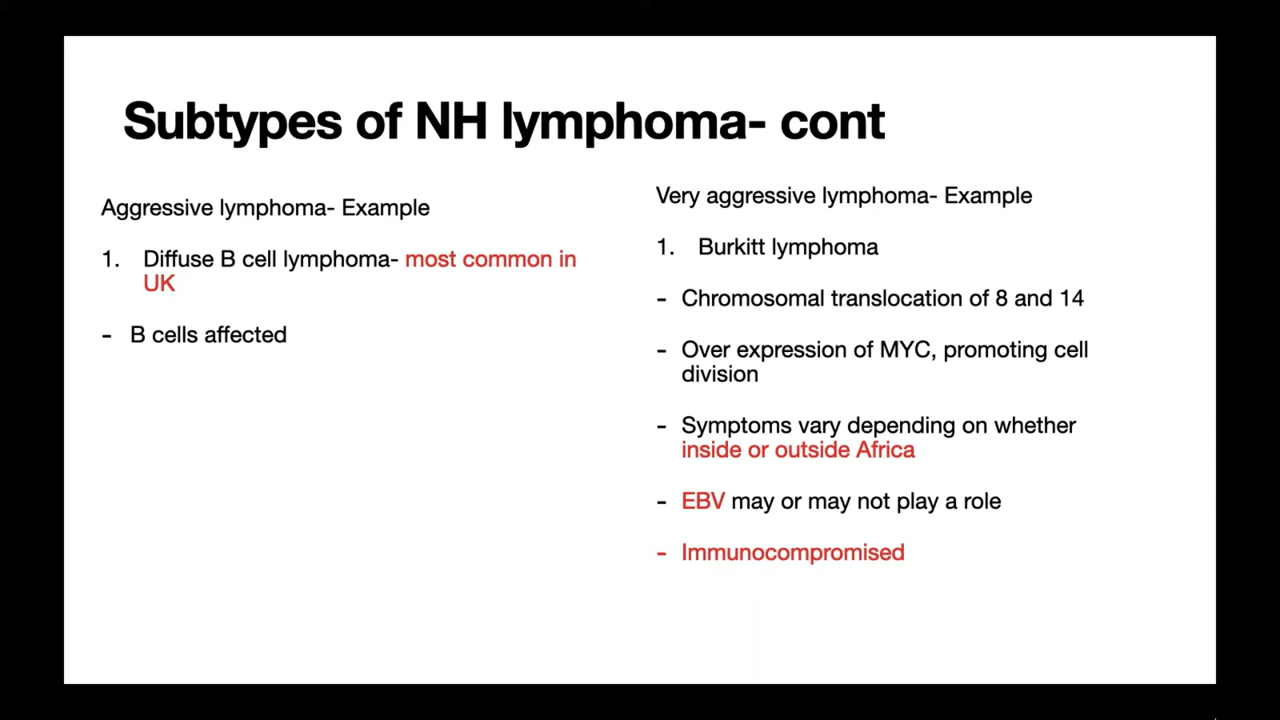 Subtypes of NH lymphoma- cont
Aggressive lymphoma- Example
1. Diffuse B cell lymphoma- most common in
UK
- B cells affected
Very aggressive lymphoma- Example
1. Burkitt lymphoma
- Chromosomal translocation of 8 and 14
- Over expression of MYC, promoting cell
division
- Symptoms vary depending on whether
inside or outside Africa
- EBV may or may not play a role
- Immunocompromised